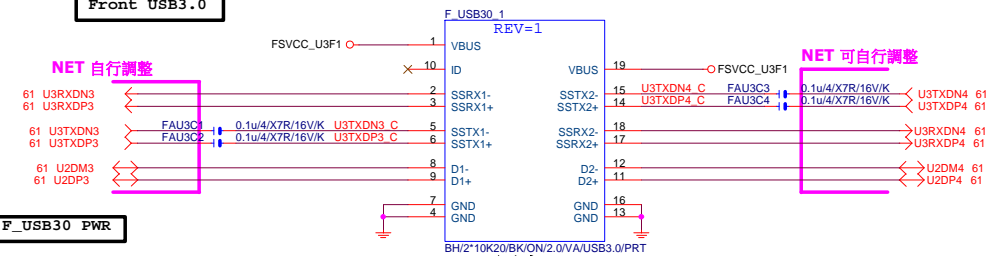 Front USB3.0
F_USB30_1
REV=1
FSVCC_U3F1 1 VBUS
NET 自行調整
10 ID
VBUS 19 FSVCC_U3F1
NET 可自行調整
61 U3RXDN3 2 SSRX1-
61 U3RXDP3 3 SSRX1+
SSTX2- 15 U3TXDN4_C FAU3C3 0.1u/4/X7R/16V/K U3TXDN4 61
SSTX2+ 14 U3TXDP4_C FAU3C4 0.1u/4/X7R/16V/K U3TXDP4 61
61 U3TXDN3 FAU3C1 0.1u/4/X7R/16V/K U3TXDN3_C 5 SSTX1-
61 U3TXDP3 FAU3C2 0.1u/4/X7R/16V/K U3TXDP3_C 6 SSTX1+
SSRX2- 18 U3RXDN4 61
SSRX2+ 17 U3RXDP4 61
61 U2DM3 8 D1-
61 U2DP3 9 D1+
D2- 12 U2DM4 61
D2+ 11 U2DP4 61
7 GND
4 GND
GND 16
GND 13
F_USB30 PWR
BH/2*10K20/BK/ON/2.0/VA/USB3.0/PRT